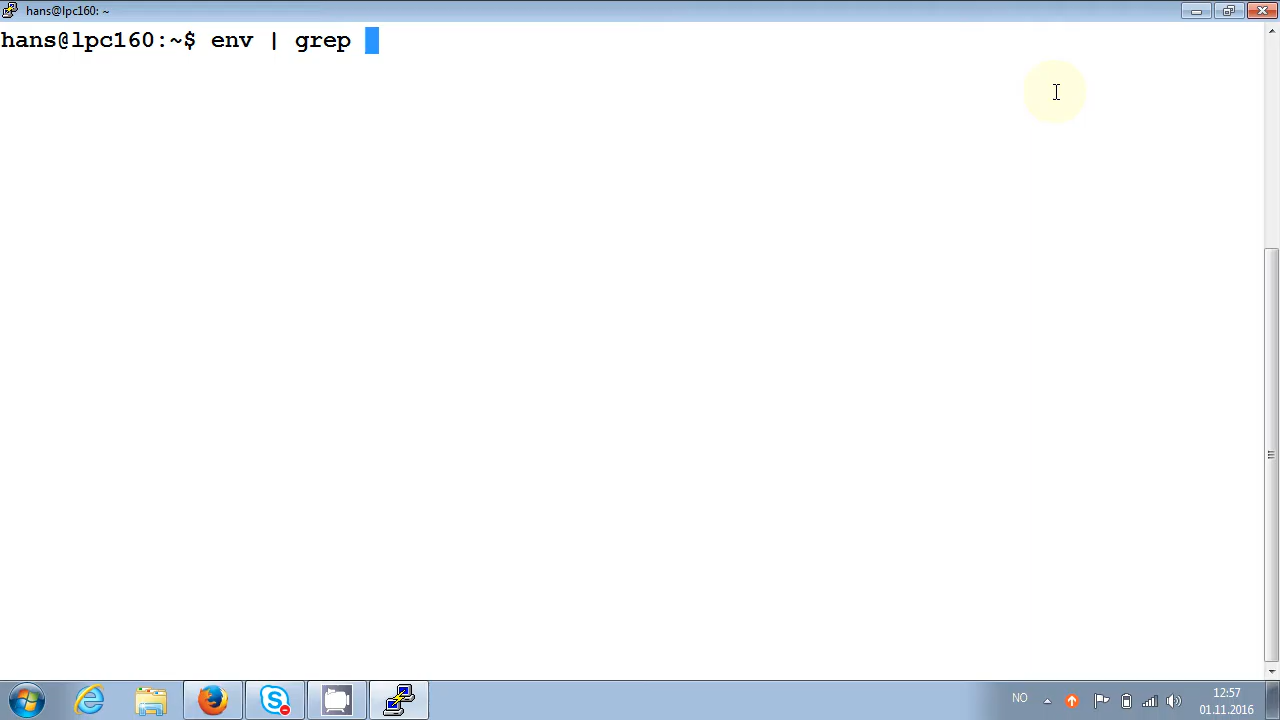 hans@lpc160: ~
hans@lpc160:~$ env | grep
NO
12:57
01.11.2016